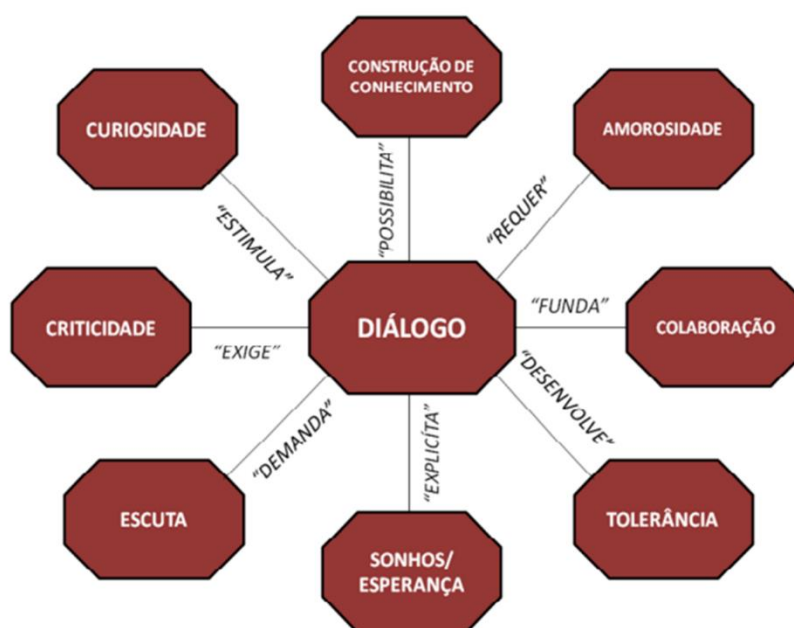 CONSTRUÇÃO DE
CONHECIMENTO
CURIOSIDADE
AMOROSIDADE
"POSSIBILITA"
"ESTIMULA"
"REQUER"
CRITICIDADE
"EXIGE"
DIÁLOGO
"FUNDA"
COLABORAÇÃO
"DEMANDA"
"EXPLICÍTA"
"DESENVOLVE"
ESCUTA
SONHOS/
ESPERANÇA
TOLERÂNCIA